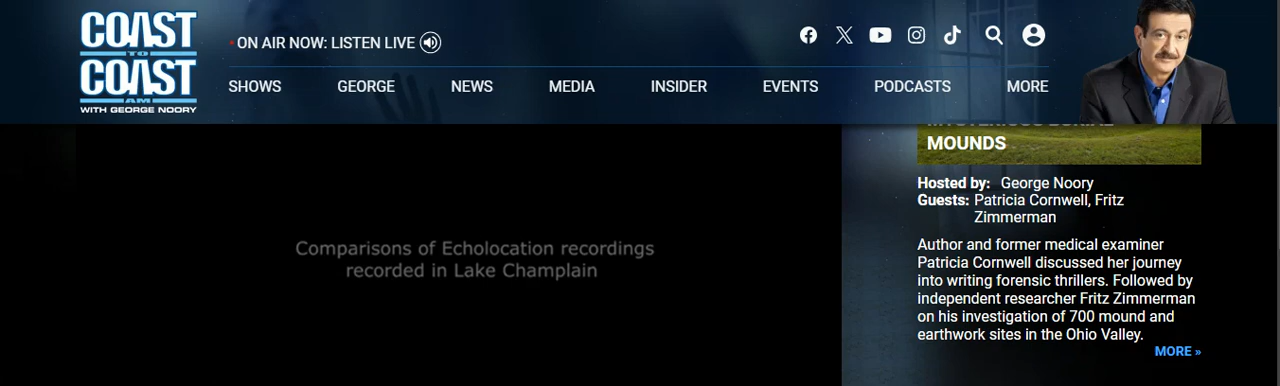 COAST
TO
COAST
AM
WITH GEORGE NOORY
ON AIR NOW: LISTEN LIVE
SHOWS
GEORGE
NEWS
MEDIA
INSIDER
EVENTS
PODCASTS
MORE
Comparisons of Echolocation recordings
recorded in Lake Champlain
MYSTERIOUS BURIAL
MOUNDS
Hosted by: George Noory
Guests: Patricia Cornwell, Fritz
Zimmerman
Author and former medical examiner
Patricia Cornwell discussed her journey
into writing forensic thrillers. Followed by
independent researcher Fritz Zimmerman
on his investigation of 700 mound and
earthwork sites in the Ohio Valley.
MORE »